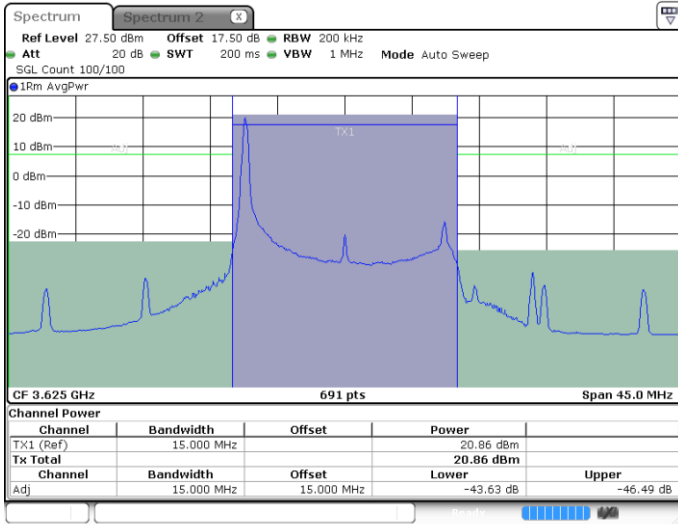 Spectrum Spectrum 2 X
Ref Level 27.50 dBm Offset 17.50 dB RBW 200 kHz
Att 20 dB SWT 200 ms VBW 1 MHz Mode Auto Sweep
SGL Count 100/100
1Rm AvgPwr
20 dBm
TX1
10 dBm Adj Adj
0 dBm
-10 dBm
-20 dBm
CF 3.625 GHz 691 pts Span 45.0 MHz
Channel Power
Channel Bandwidth Offset Power
TX1 (Ref) 15.000 MHz 20.86 dBm
Tx Total 20.86 dBm
Channel Bandwidth Offset Lower Upper
Adj 15.000 MHz 15.000 MHz -43.63 dB -46.49 dB
Ready